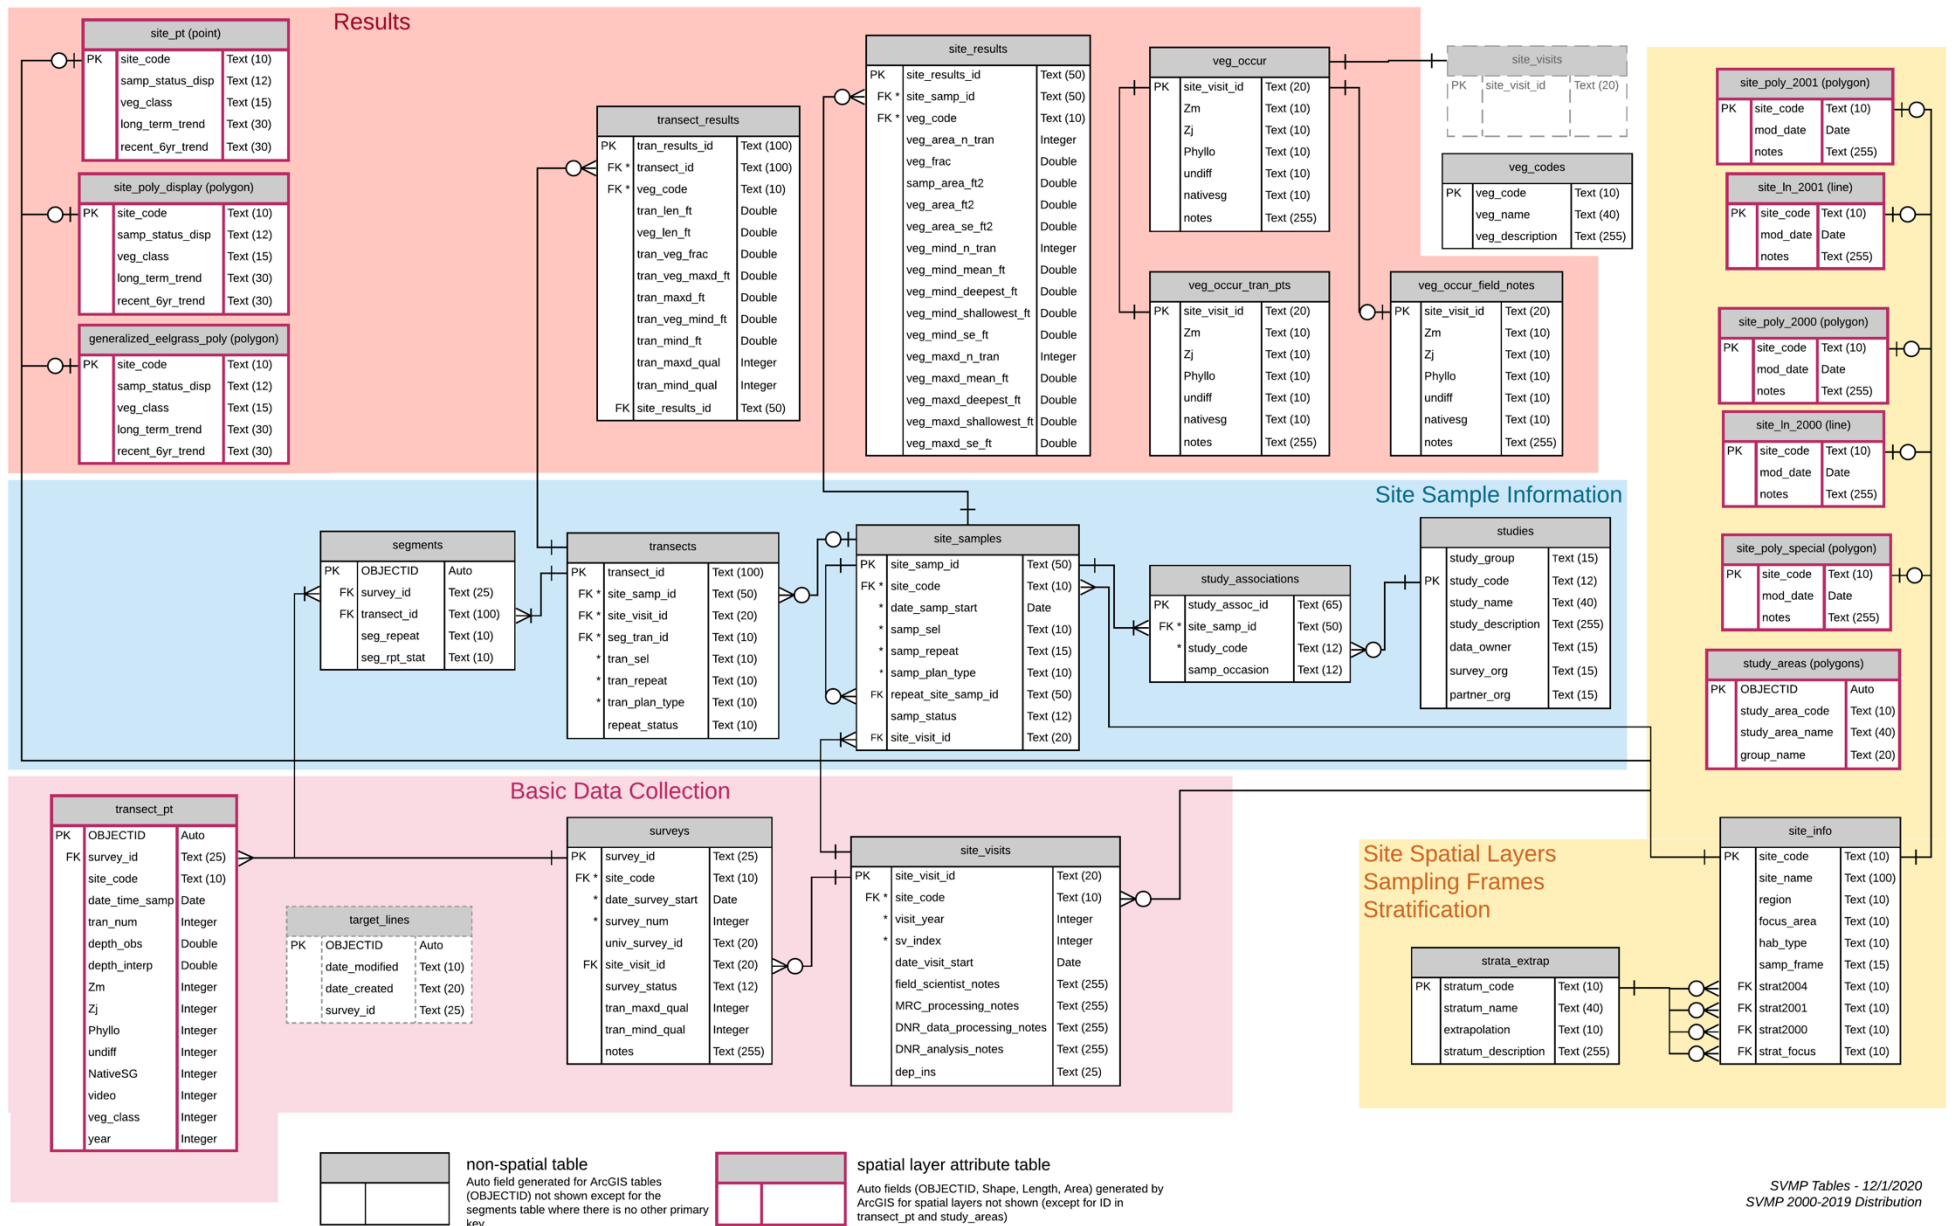 Results
site_pt (point)
PK site_code Text (10)
samp_status_disp Text (12)
veg_class Text (15)
long_term_trend Text (30)
recent_6yr_trend Text (30)
site_poly_display (polygon)
PK site_code Text (10)
samp_status_disp Text (12)
veg_class Text (15)
long_term_trend Text (30)
recent_6yr_trend Text (30)
generalized_eelgrass_poly (polygon)
PK site_code Text (10)
samp_status_disp Text (12)
veg_class Text (15)
long_term_trend Text (30)
recent_6yr_trend Text (30)
transect_results
PK tran_results_id Text (100)
FK * transect_id Text (100)
FK * veg_code Text (10)
tran_len_ft Double
veg_len_ft Double
tran_veg_frac Double
tran_veg_maxd_ft Double
tran_maxd_ft Double
tran_veg_mind_ft Double
tran_mind_ft Double
tran_maxd_qual Integer
tran_mind_qual Integer
FK site_results_id Text (50)
site_results
PK site_results_id Text (50)
FK * site_samp_id Text (50)
FK * veg_code Text (10)
veg_area_n_tran Integer
veg_frac Double
samp_area_ft2 Double
veg_area_ft2 Double
veg_area_se_ft2 Double
veg_mind_n_tran Integer
veg_mind_mean_ft Double
veg_mind_deepest_ft Double
veg_mind_shallowest_ft Double
veg_mind_se_ft Double
veg_maxd_n_tran Integer
veg_maxd_mean_ft Double
veg_maxd_deepest_ft Double
veg_maxd_shallowest_ft Double
veg_maxd_se_ft Double
veg_occur
PK site_visit_id Text (20)
Zm Text (10)
Zj Text (10)
Phyllo Text (10)
undiff Text (10)
nativesg Text (10)
notes Text (255)
site_visits
PK site_visit_id Text (20)
veg_codes
PK veg_code Text (10)
veg_name Text (40)
veg_description Text (255)
veg_occur_tran_pts
PK site_visit_id Text (20)
Zm Text (10)
Zj Text (10)
Phyllo Text (10)
undiff Text (10)
nativesg Text (10)
notes Text (255)
veg_occur_field_notes
PK site_visit_id Text (20)
Zm Text (10)
Zj Text (10)
Phyllo Text (10)
undiff Text (10)
nativesg Text (10)
notes Text (255)
site_poly_2001 (polygon)
PK site_code Text (10)
mod_date Date
notes Text (255)
site_ln_2001 (line)
PK site_code Text (10)
mod_date Date
notes Text (255)
site_poly_2000 (polygon)
PK site_code Text (10)
mod_date Date
notes Text (255)
site_ln_2000 (line)
PK site_code Text (10)
mod_date Date
notes Text (255)
site_poly_special (polygon)
PK site_code Text (10)
mod_date Date
notes Text (255)
study_areas (polygons)
PK OBJECTID Auto
study_area_code Text (10)
study_area_name Text (40)
group_name Text (20)
Site Sample Information
segments
PK OBJECTID Auto
FK survey_id Text (25)
FK transect_id Text (100)
seg_repeat Text (10)
seg_rpt_stat Text (10)
transects
PK transect_id Text (100)
FK * site_samp_id Text (50)
FK * site_visit_id Text (20)
FK * seg_tran_id Text (10)
* tran_sel Text (10)
* tran_repeat Text (10)
* tran_plan_type Text (10)
repeat_status Text (10)
site_samples
PK site_samp_id Text (50)
FK * site_code Text (10)
* date_samp_start Date
* samp_sel Text (10)
* samp_repeat Text (15)
* samp_plan_type Text (10)
FK repeat_site_samp_id Text (50)
samp_status Text (12)
FK site_visit_id Text (20)
study_associations
PK study_assoc_id Text (65)
FK * site_samp_id Text (50)
* study_code Text (12)
samp_occasion Text (12)
studies
study_group Text (15)
PK study_code Text (12)
study_name Text (40)
study_description Text (255)
data_owner Text (15)
survey_org Text (15)
partner_org Text (15)
Basic Data Collection
transect_pt
PK OBJECTID Auto
FK survey_id Text (25)
site_code Text (10)
date_time_samp Date
tran_num Integer
depth_obs Double
depth_interp Double
Zm Integer
Zj Integer
Phyllo Integer
undiff Integer
NativeSG Integer
video Integer
veg_class Integer
year Integer
target_lines
PK OBJECTID Auto
date_modified Text (10)
date_created Text (20)
survey_id Text (25)
surveys
PK survey_id Text (25)
FK * site_code Text (10)
* date_survey_start Date
* survey_num Integer
univ_survey_id Text (20)
FK site_visit_id Text (20)
survey_status Text (12)
tran_maxd_qual Integer
tran_mind_qual Integer
notes Text (255)
site_visits
PK site_visit_id Text (20)
FK * site_code Text (10)
* visit_year Integer
* sv_index Integer
date_visit_start Date
field_scientist_notes Text (255)
MRC_processing_notes Text (255)
DNR_data_processing_notes Text (255)
DNR_analysis_notes Text (255)
dep_ins Text (25)
Site Spatial Layers
Sampling Frames
Stratification
strata_extrap
PK stratum_code Text (10)
stratum_name Text (40)
extrapolation Text (10)
stratum_description Text (255)
site_info
PK site_code Text (10)
site_name Text (100)
region Text (10)
focus_area Text (10)
hab_type Text (10)
samp_frame Text (15)
FK strat2004 Text (10)
FK strat2001 Text (10)
FK strat2000 Text (10)
FK strat_focus Text (10)
non-spatial table
Auto field generated for ArcGIS tables
(OBJECTID) not shown except for the
segments table where there is no other primary
key
spatial layer attribute table
Auto fields (OBJECTID, Shape, Length, Area) generated by
ArcGIS for spatial layers not shown (except for ID in
transect_pt and study_areas)
SVMP Tables - 12/1/2020
SVMP 2000-2019 Distribution